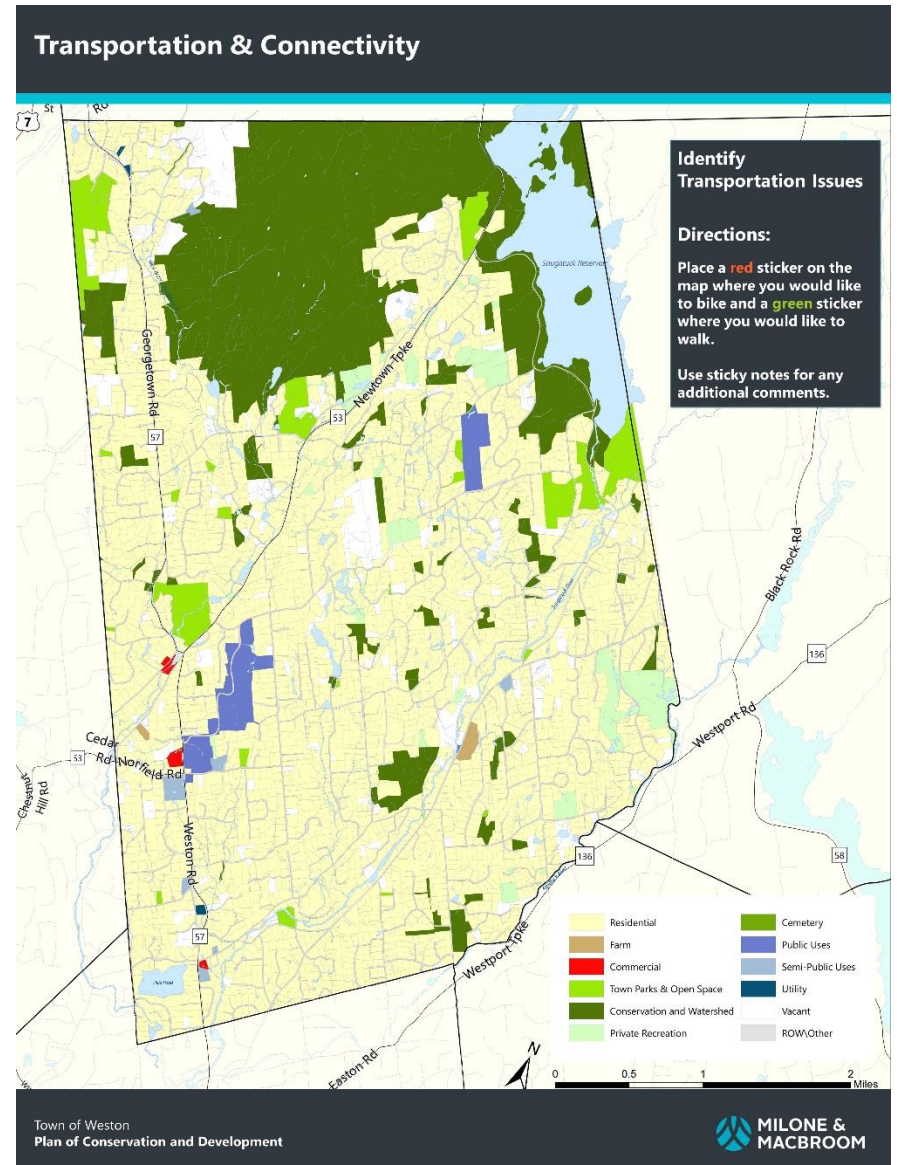 Transportation & Connectivity
St
Rd
7
Identify
Transportation Issues
Directions:
Place a red sticker on the
map where you would like
to bike and a green sticker
where you would like to
walk.
Use sticky notes for any
additional comments.
Saugatuck Reservoir
Georgetown Rd
Newtown Tpke
53
57
Black Rock Rd
Saugatuck River
136
Westport Rd
Cedar
Rd
Norfield Rd
53
Chestnut
Hill Rd
Weston Rd
136
58
57
Westport Tpke
Easton Rd
Residential
Farm
Commercial
Town Parks & Open Space
Conservation and Watershed
Private Recreation
Cemetery
Public Uses
Semi-Public Uses
Utility
Vacant
ROW\Other
N
0 0.5 1 2
Miles
Town of Weston
Plan of Conservation and Development
MILONE &
MACBROOM